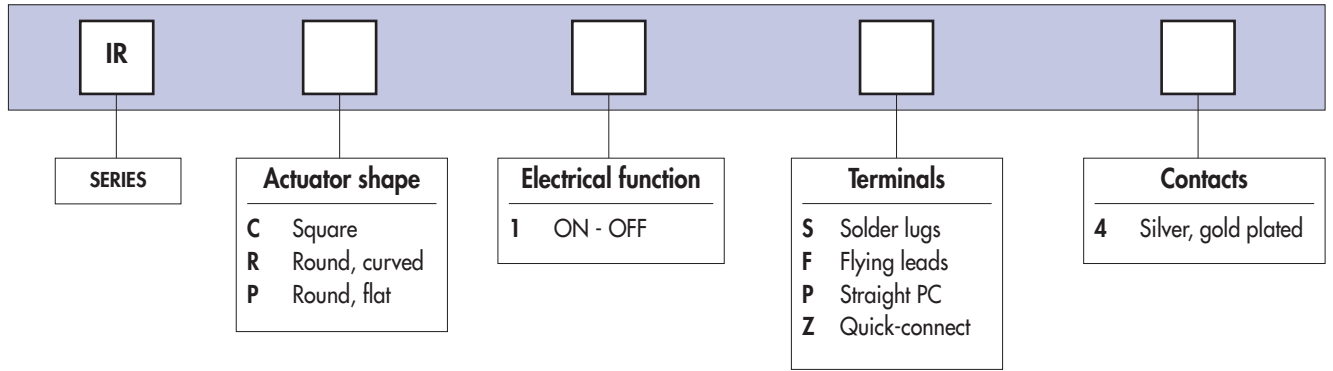 IR
SERIES
Actuator shape
C Square
R Round, curved
P Round, flat
Electrical function
1 ON - OFF
Terminals
S Solder lugs
F Flying leads
P Straight PC
Z Quick-connect
Contacts
4 Silver, gold plated